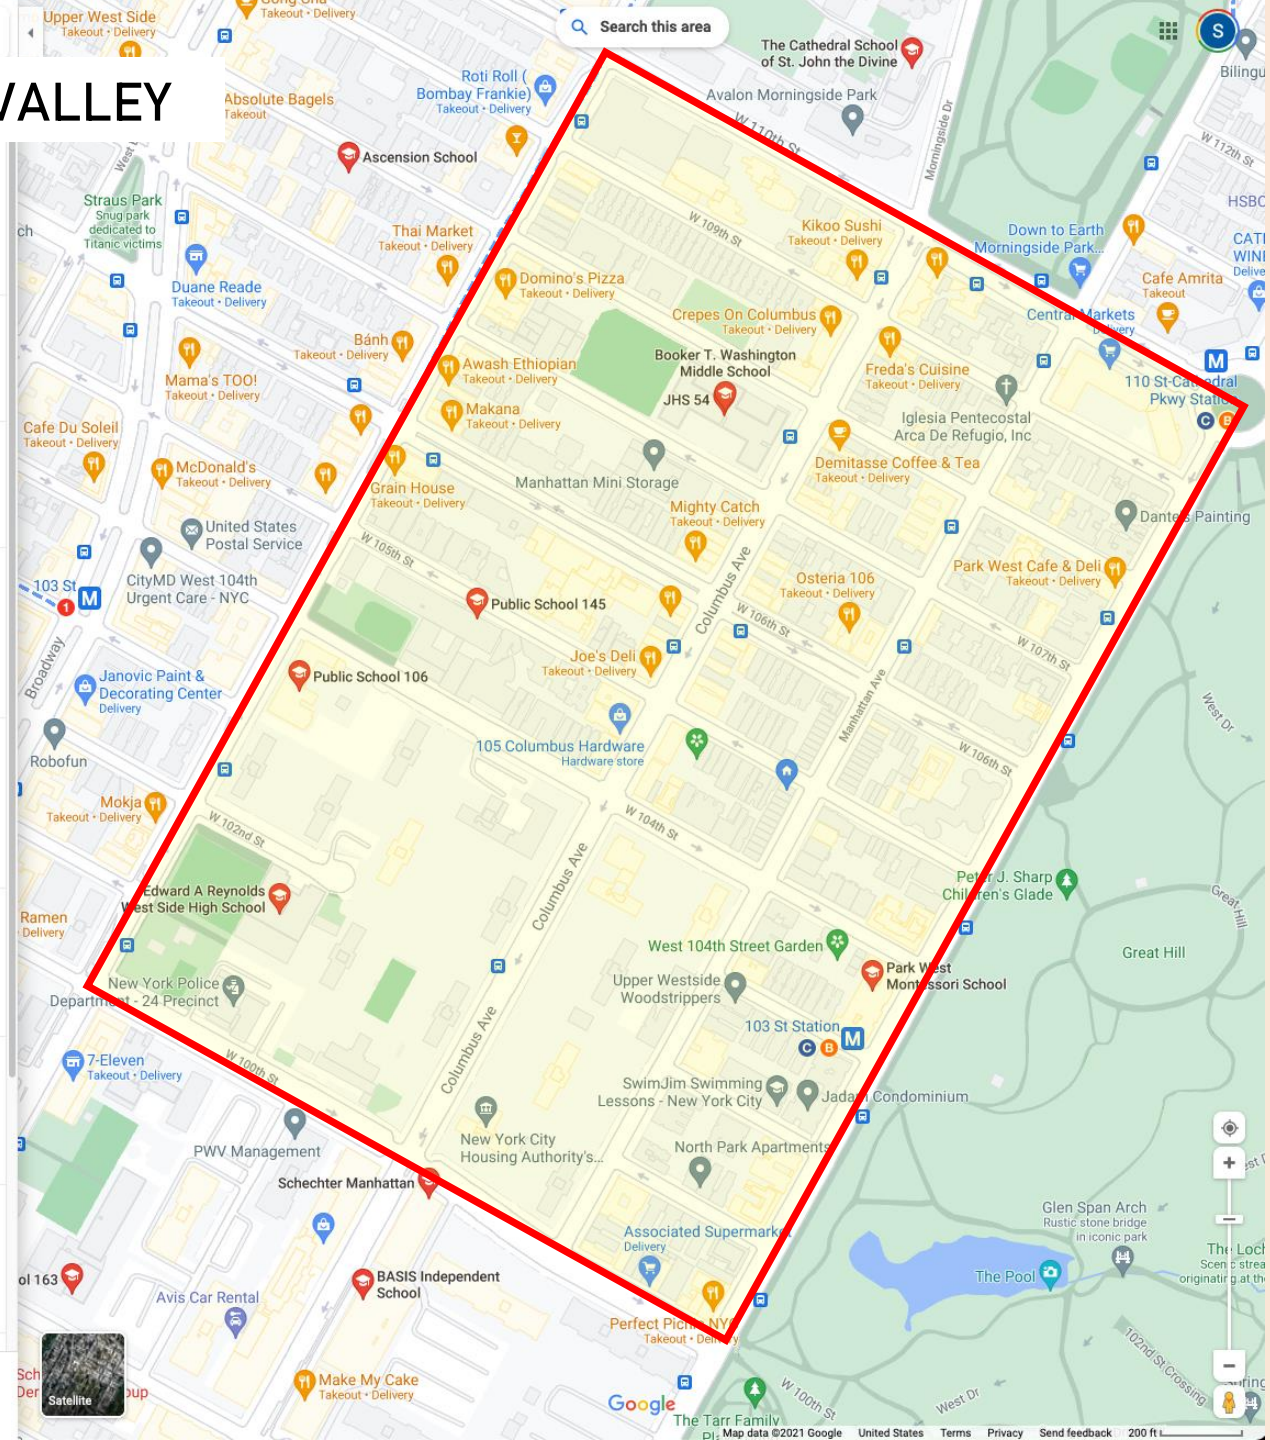 Upper West Side
Takeout • Delivery
Takeout • Delivery
Search this area
S
The Cathedral School
of St. John the Divine
VALLEY
Absolute Bagels
Takeout
Roti Roll (
Bombay Frankie)
Takeout • Delivery
Avalon Morningside Park
W 110th St
Morningside Dr
W 112th St
Ascension School
Straus Park
Snug park
dedicated to
Titanic victims
Thai Market
Takeout • Delivery
W 109th St
Kikoo Sushi
Takeout • Delivery
Down to Earth
Morningside Park...
HSBC
Duane Reade
Takeout • Delivery
Domino's Pizza
Takeout • Delivery
Cafe Amrita
Takeout
Crepes On Columbus
Takeout • Delivery
Central Markets
Delivery
Bánh
Takeout • Delivery
Booker T. Washington
Middle School
JHS 54
Awash Ethiopian
Takeout • Delivery
Freda's Cuisine
Takeout • Delivery
M
110 St-Cathedral
Pkwy Station
C B
Mama's TOO!
Takeout • Delivery
Makana
Takeout • Delivery
Iglesia Pentecostal
Arca De Refugio, Inc
Cafe Du Soleil
Takeout • Delivery
McDonald's
Takeout • Delivery
Grain House
Takeout • Delivery
Manhattan Mini Storage
Demitasse Coffee & Tea
Takeout • Delivery
Mighty Catch
Takeout • Delivery
Dante's Painting
United States
Postal Service
W 105th St
Columbus Ave
103 St
1
M
CityMD West 104th
Urgent Care - NYC
Public School 145
Osteria 106
Takeout • Delivery
Park West Cafe & Deli
Takeout • Delivery
W 106th St
W 107th St
Broadway
Joe's Deli
Takeout • Delivery
Public School 106
Manhattan Ave
Janovic Paint &
Decorating Center
Delivery
West Dr
Robofun
105 Columbus Hardware
Hardware store
W 106th St
Mokja
Takeout • Delivery
W 102nd St
W 104th St
Columbus Ave
Edward A Reynolds
West Side High School
Peter J. Sharp
Children's Glade
Great Hill
Ramen
Delivery
West 104th Street Garden
Great Hill
New York Police
Department - 24 Precinct
Upper Westside
Woodstrippers
Park West
Montessori School
103 St Station
M
C B
7-Eleven
Takeout • Delivery
W 100th St
Columbus Ave
SwimJim Swimming
Lessons - New York City
Condominium
PWV Management
New York City
Housing Authority's...
North Park Apartments
Schechter Manhattan
Glen Span Arch
Rustic stone bridge
in iconic park
Associated Supermarket
Delivery
The Pool
BASIS Independent
School
Avis Car Rental
Perfect Picnic NYC
Takeout • Delivery
Satellite
Make My Cake
Takeout • Delivery
Google
The Tarr Family
W 100th St
West Dr
102nd St Crossing
Map data ©2021 Google United States Terms Privacy Send feedback 200 ft